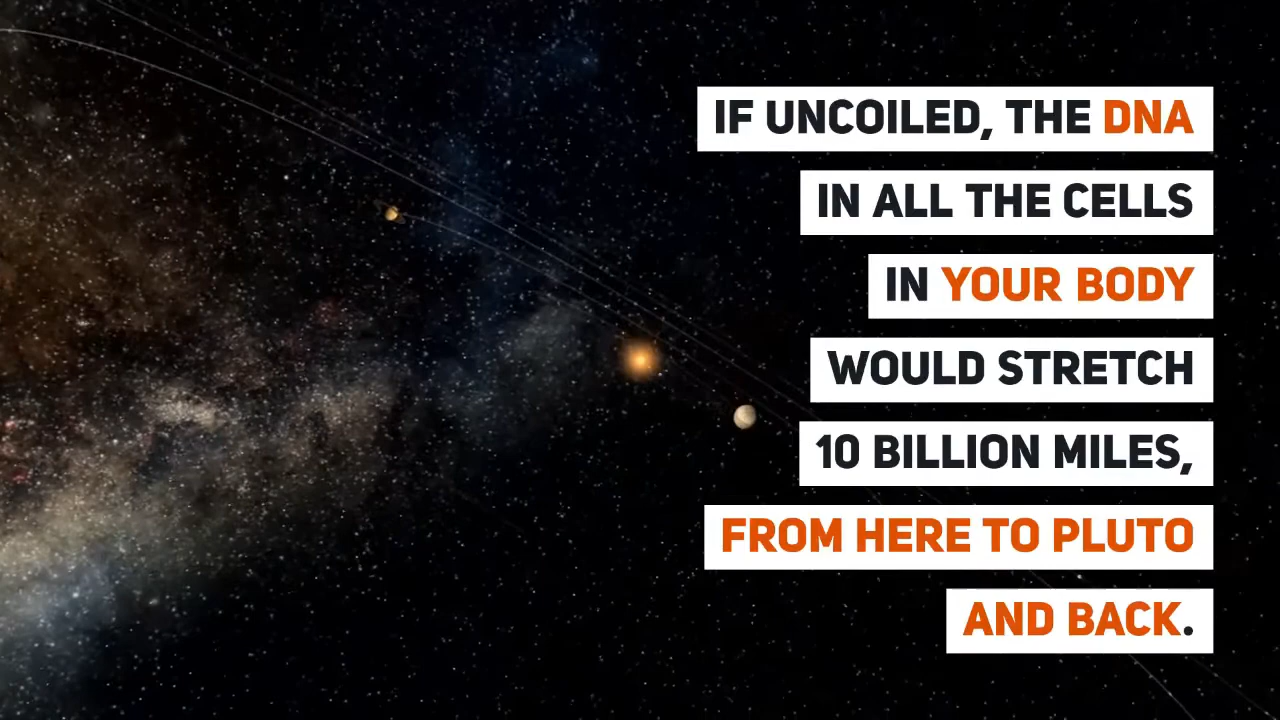 IF UNCOILED, THE DNA
IN ALL THE CELLS
IN YOUR BODY
WOULD STRETCH
10 BILLION MILES,
FROM HERE TO PLUTO
AND BACK.